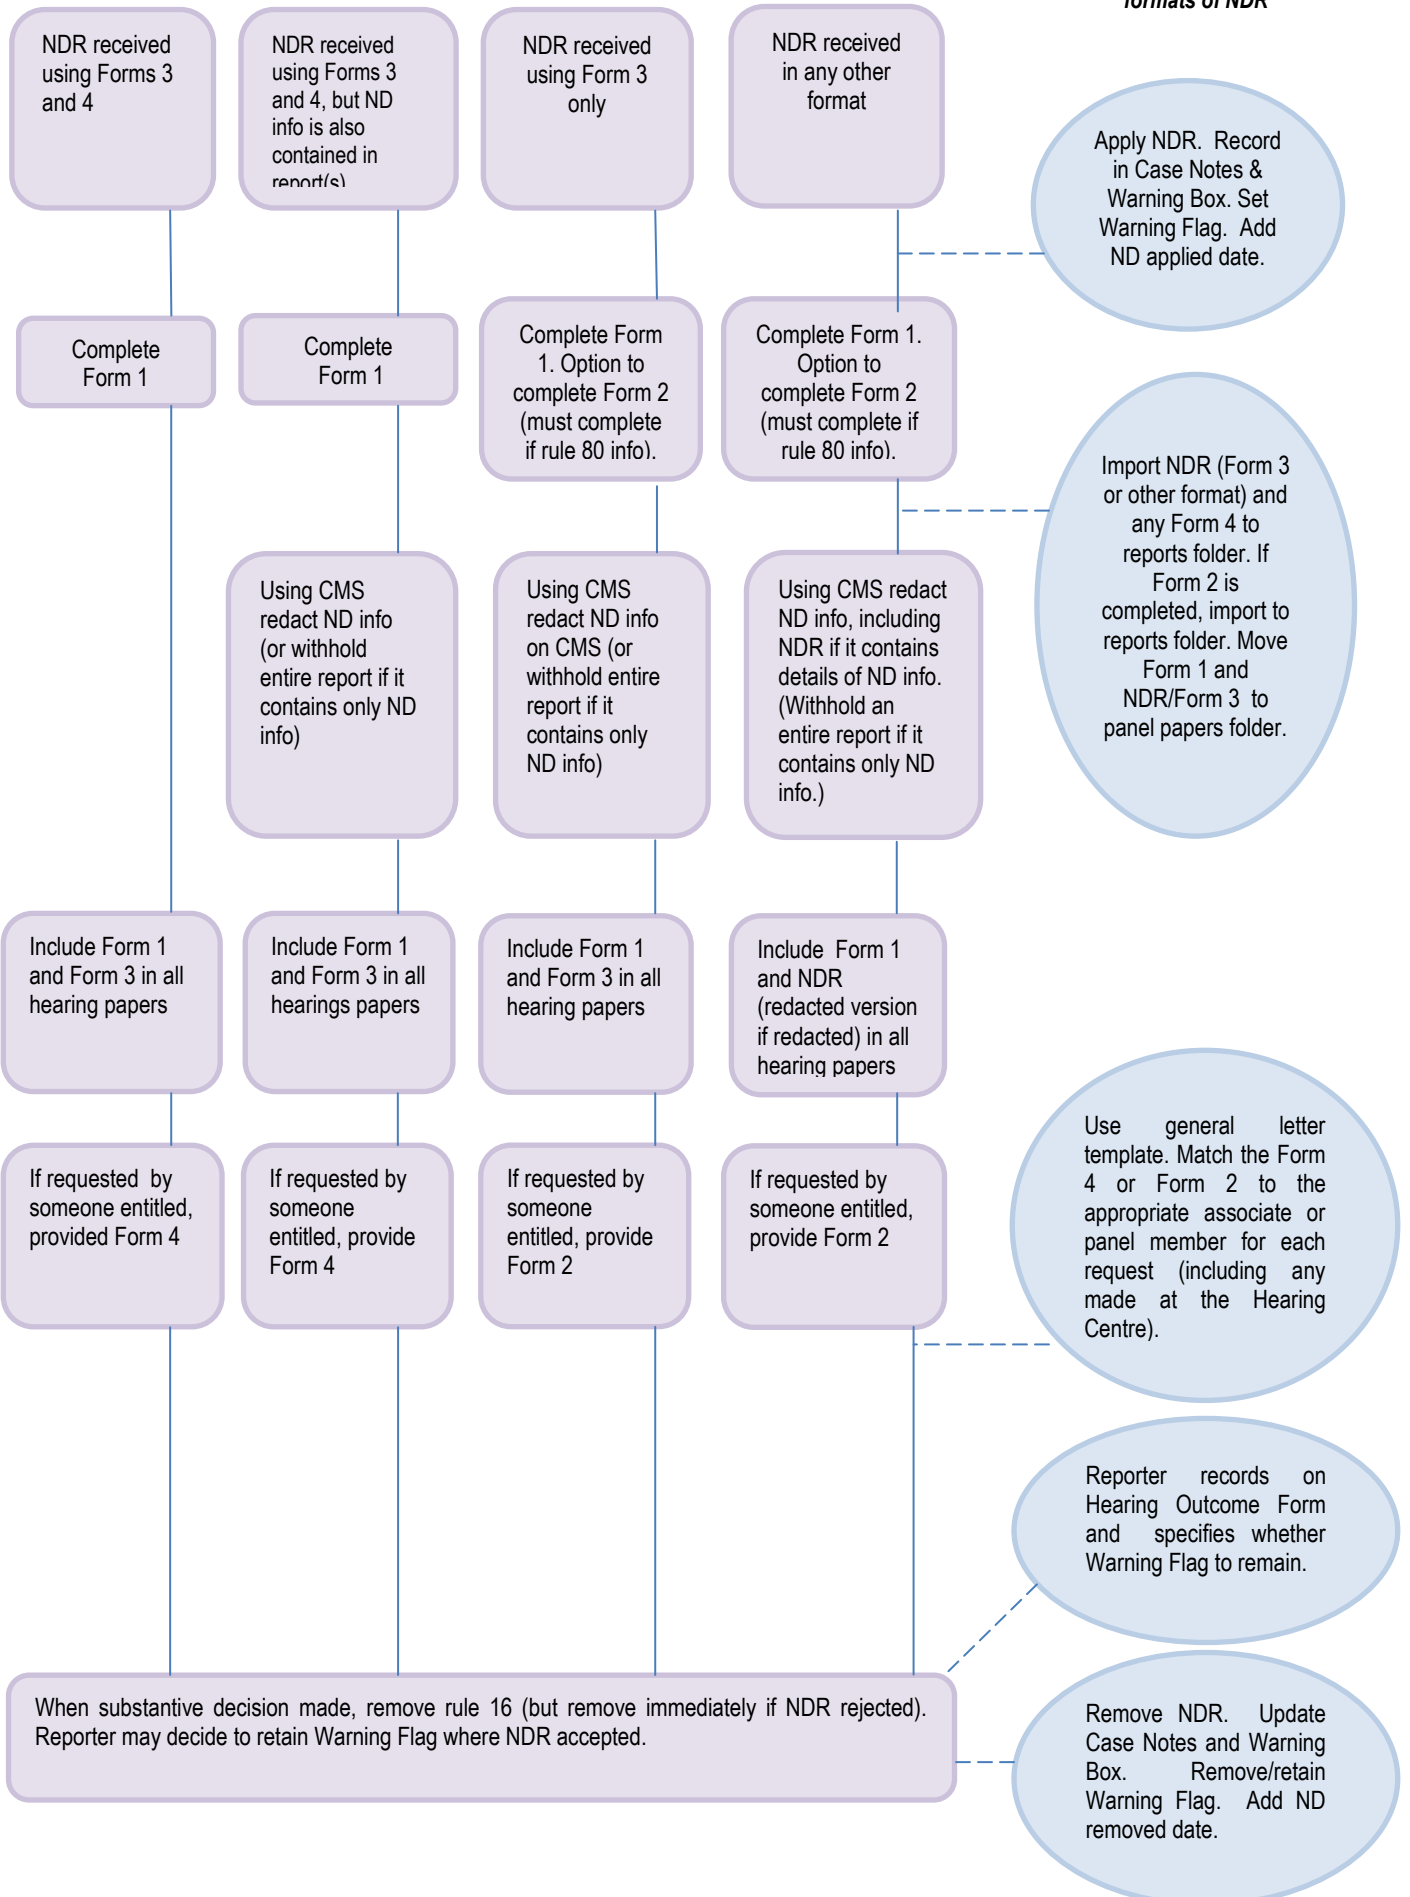 formats of NDR
NDR received
using Forms 3
and 4
NDR received
using Forms 3
and 4, but ND
info is also
contained in
report(s)
NDR received
using Form 3
only
NDR received
in any other
format
Apply NDR. Record
in Case Notes &
Warning Box. Set
Warning Flag. Add
ND applied date.
Complete
Form 1
Complete
Form 1
Complete Form
1. Option to
complete Form 2
(must complete
if rule 80 info).
Complete Form 1.
Option to
complete Form 2
(must complete if
rule 80 info).
Import NDR (Form 3
or other format) and
any Form 4 to
reports folder. If
Form 2 is
completed, import to
reports folder. Move
Form 1 and
NDR/Form 3 to
panel papers folder.
Using CMS
redact ND info
(or withhold
entire report if it
contains only ND
info)
Using CMS
redact ND info
on CMS (or
withhold entire
report if it
contains only
ND info)
Using CMS redact
ND info, including
NDR if it contains
details of ND info.
(Withhold an
entire report if it
contains only ND
info.)
Include Form 1
and Form 3 in all
hearing papers
Include Form 1
and Form 3 in all
hearings papers
Include Form 1
and Form 3 in all
hearing papers
Include Form 1
and NDR
(redacted version
if redacted) in all
hearing papers
If requested by
someone entitled,
provided Form 4
If requested by
someone
entitled, provide
Form 4
If requested by
someone
entitled, provide
Form 2
If requested by
someone entitled,
provide Form 2
Use general letter
template. Match the Form
4 or Form 2 to the
appropriate associate or
panel member for each
request (including any
made at the Hearing
Centre).
Reporter records on
Hearing Outcome Form
and specifies whether
Warning Flag to remain.
When substantive decision made, remove rule 16 (but remove immediately if NDR rejected).
Reporter may decide to retain Warning Flag where NDR accepted.
Remove NDR. Update
Case Notes and Warning
Box. Remove/retain
Warning Flag. Add ND
removed date.